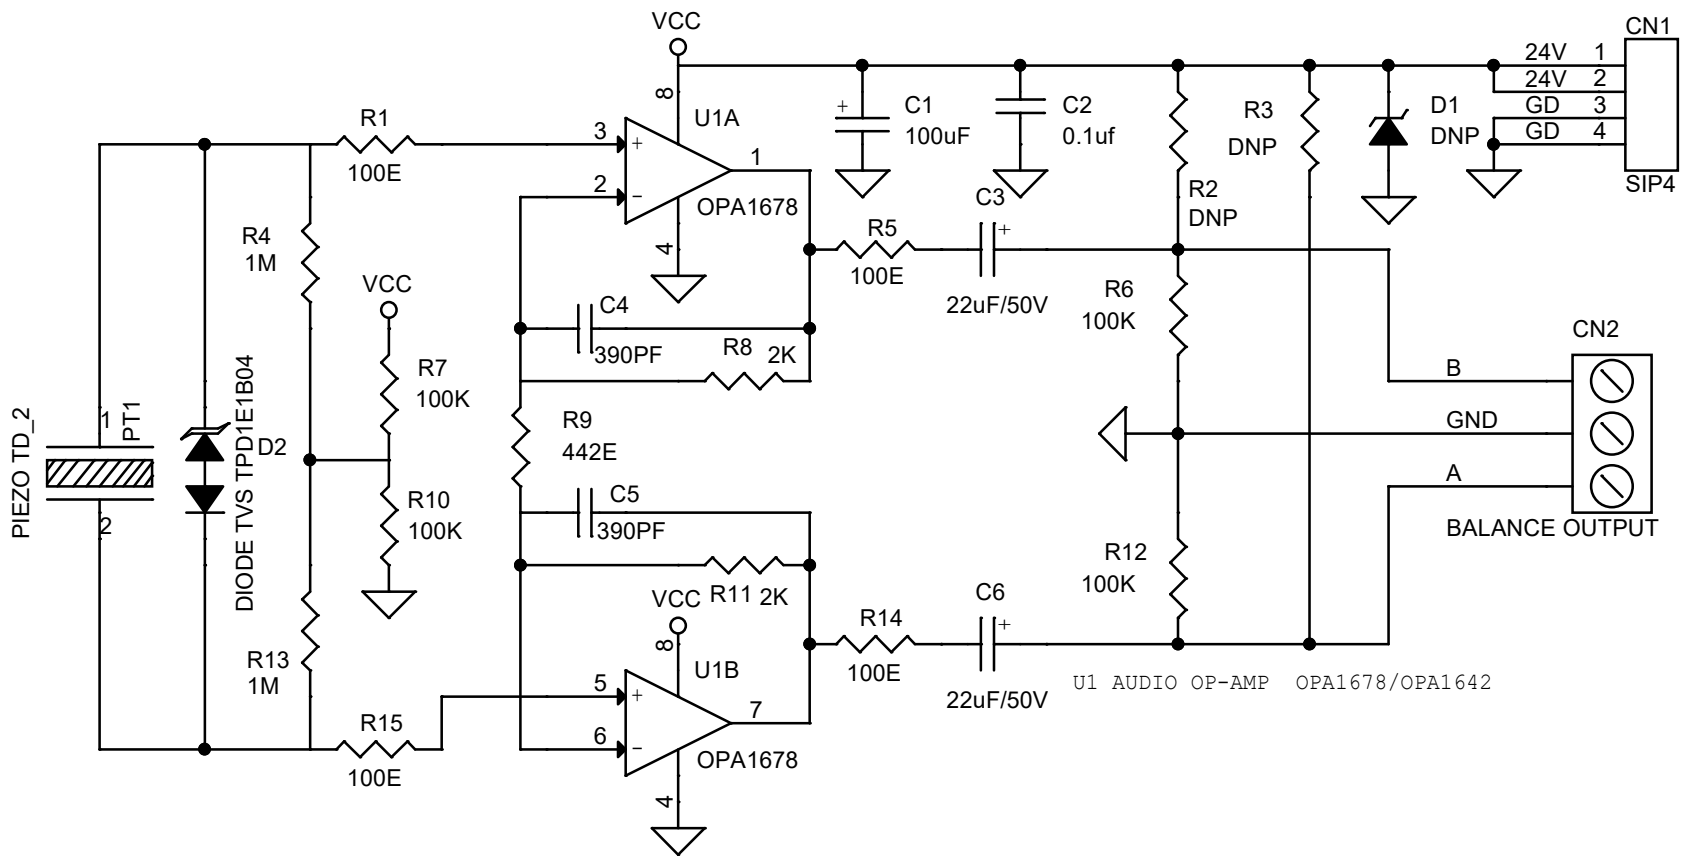 VCC
CN1
24V 1
24V 2
GD 3
GD 4
SIP4
8
U1A
3
+
1
2
−
OPA1678
4
R1
100E
+
C1
100uF
C2
0.1uf
R3
DNP
D1
DNP
R2
DNP
C3
+
22uF/50V
R5
100E
R4
1M
VCC
C4
390PF
R8 2K
R6
100K
CN2
B
GND
A
BALANCE OUTPUT
R7
100K
R9
442E
C5
390PF
R10
100K
PIEZO TD_2
1
PT1
2
DIODE TVS TPD1E1B04
D2
R11 2K
R12
100K
VCC
8
U1B
5
+
7
6
−
OPA1678
4
R13
1M
R15
100E
R14
100E
C6
+
22uF/50V
U1 AUDIO OP-AMP OPA1678/OPA1642